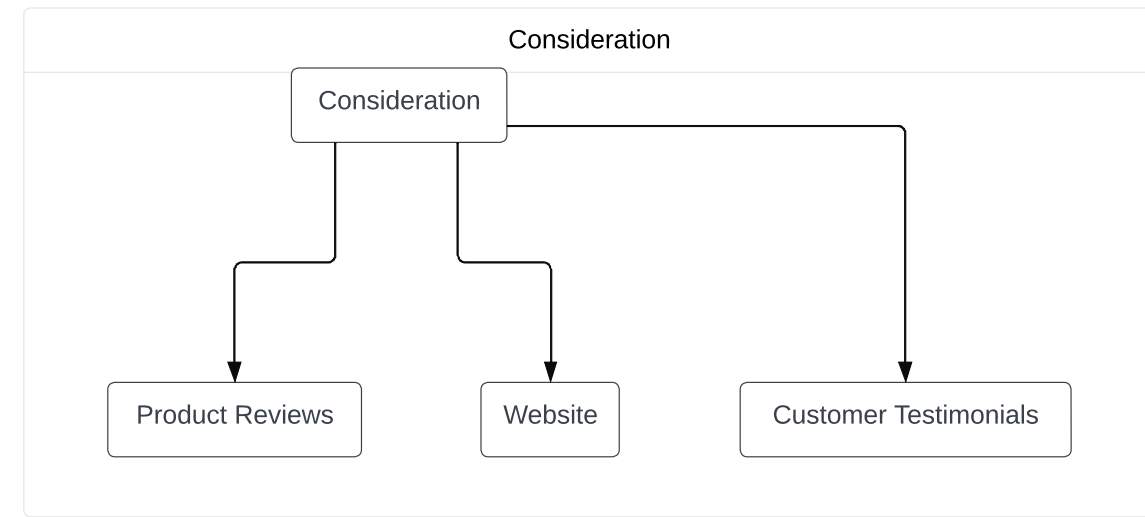 Consideration
Consideration
Product Reviews
Website
Customer Testimonials